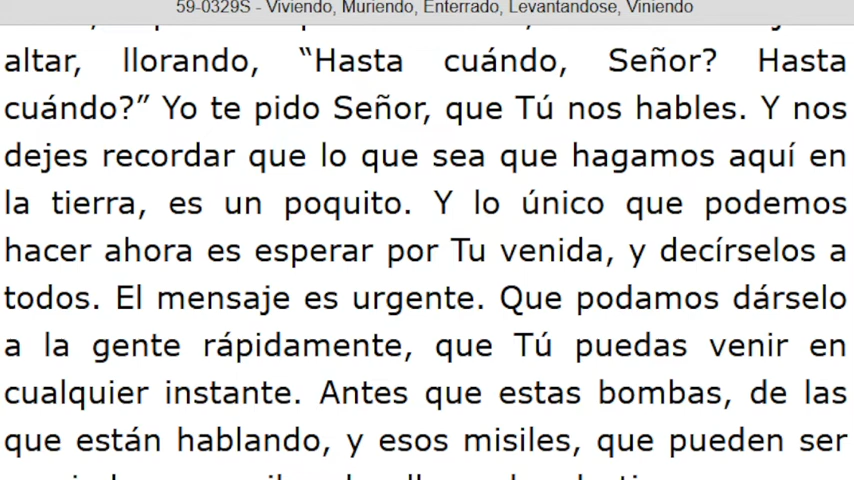 59-0329S - Viviendo, Muriendo, Enterrado, Levantandose, Viniendo
altar, llorando, “Hasta cuándo, Señor? Hasta
cuándo?” Yo te pido Señor, que Tú nos hables. Y nos
dejes recordar que lo que sea que hagamos aquí en
la tierra, es un poquito. Y lo único que podemos
hacer ahora es esperar por Tu venida, y decírselos a
todos. El mensaje es urgente. Que podamos dárselo
a la gente rápidamente, que Tú puedas venir en
cualquier instante. Antes que estas bombas, de las
que están hablando, y esos misiles, que pueden ser